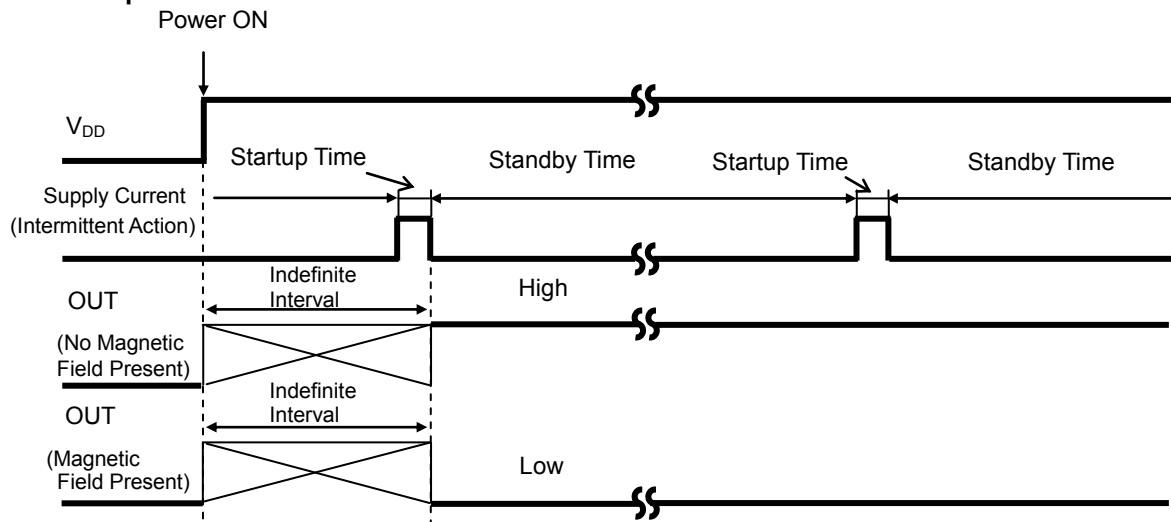 Power ON
VDD
Startup Time
Standby Time
Startup Time
Standby Time
Supply Current
(Intermittent Action)
Indefinite
Interval
High
OUT
(No Magnetic
Field Present)
Indefinite
Interval
OUT
(Magnetic
Field Present)
Low